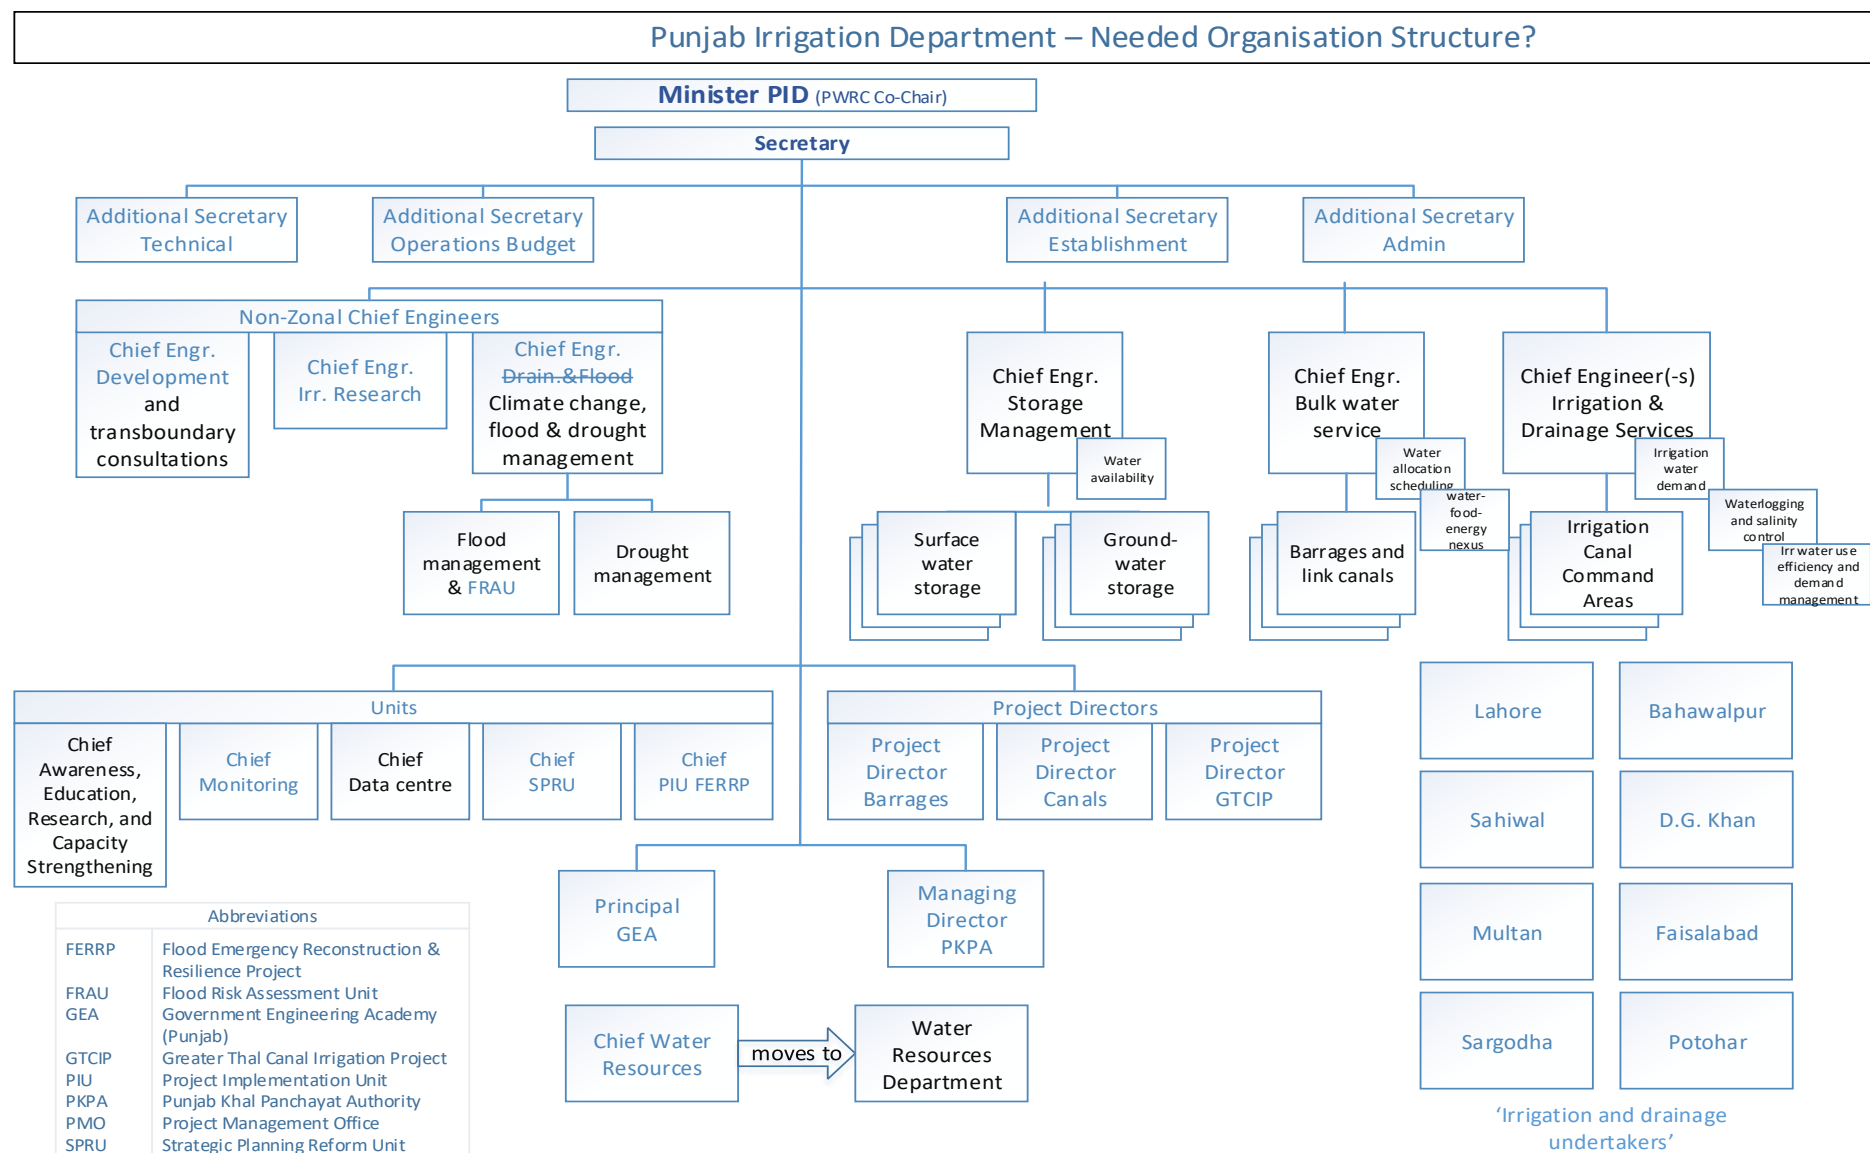 Punjab Irrigation Department – Needed Organisation Structure?
Minister PID (PWRC Co-Chair)
Secretary
Additional Secretary
Technical
Additional Secretary
Operations Budget
Additional Secretary
Establishment
Additional Secretary
Admin
Non-Zonal Chief Engineers
Chief Engr.
Development
and
transboundary
consultations
Chief Engr.
Irr. Research
Chief Engr.
Drain.&Flood
Climate change,
flood & drought
management
Chief Engr.
Storage
Management
Water
availability
Chief Engr.
Bulk water
service
Water
allocation
scheduling
water-
food-
energy
nexus
Chief Engineer(-s)
Irrigation &
Drainage Services
Irrigation
water
demand
Waterlogging
and salinity
control
Irr water use
efficiency and
demand
management
Flood
management
& FRAU
Drought
management
Surface
water
storage
Ground-
water
storage
Barrages and
link canals
Irrigation
Canal
Command
Areas
Units
Chief
Awareness,
Education,
Research, and
Capacity
Strengthening
Chief
Monitoring
Chief
Data centre
Chief
SPRU
Chief
PIU FERRP
Project Directors
Project
Director
Barrages
Project
Director
Canals
Project
Director
GTCIP
Lahore
Bahawalpur
Sahiwal
D.G. Khan
Multan
Faisalabad
Sargodha
Potohar
‘Irrigation and drainage
undertakers’
Principal
GEA
Managing
Director
PKPA
Chief Water
Resources
moves to
Water
Resources
Department
Abbreviations
FERRP Flood Emergency Reconstruction &
Resilience Project
FRAU Flood Risk Assessment Unit
GEA Government Engineering Academy
(Punjab)
GTCIP Greater Thal Canal Irrigation Project
PIU Project Implementation Unit
PKPA Punjab Khal Panchayat Authority
PMO Project Management Office
SPRU Strategic Planning Reform Unit